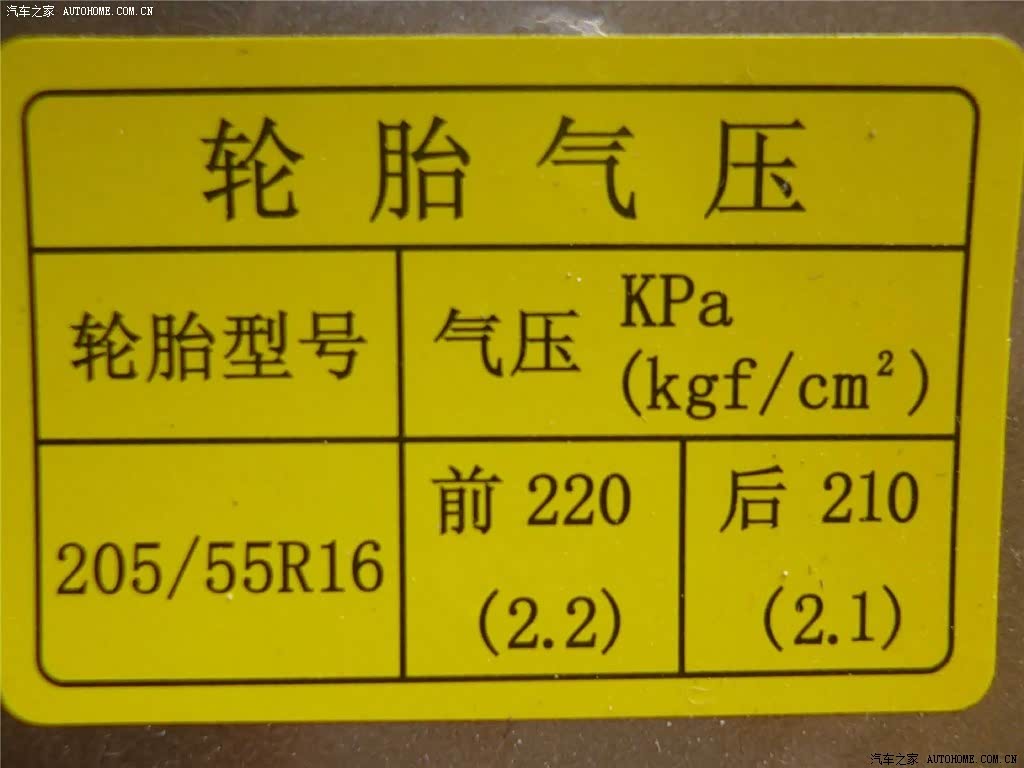 汽车之家 AUTOHOME.COM.CN
轮胎气压
轮胎型号
气压 KPa
(kgf/cm²)
205/55R16
前 220
(2.2)
后 210
(2.1)
汽车之家 AUTOHOME.COM.CN